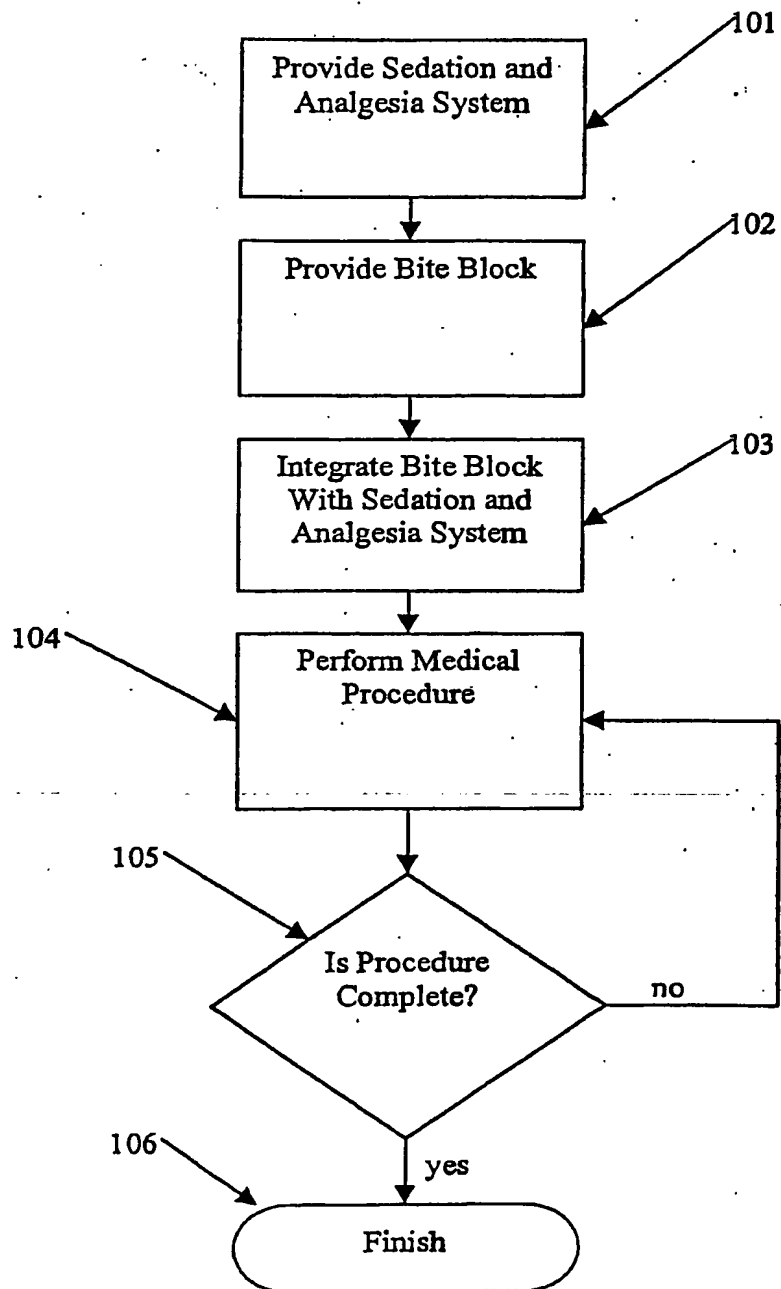 101
Provide Sedation and
Analgesia System
102
Provide Bite Block
103
Integrate Bite Block
With Sedation and
Analgesia System
104
Perform Medical
Procedure
105
Is Procedure
Complete?
no
106
yes
Finish